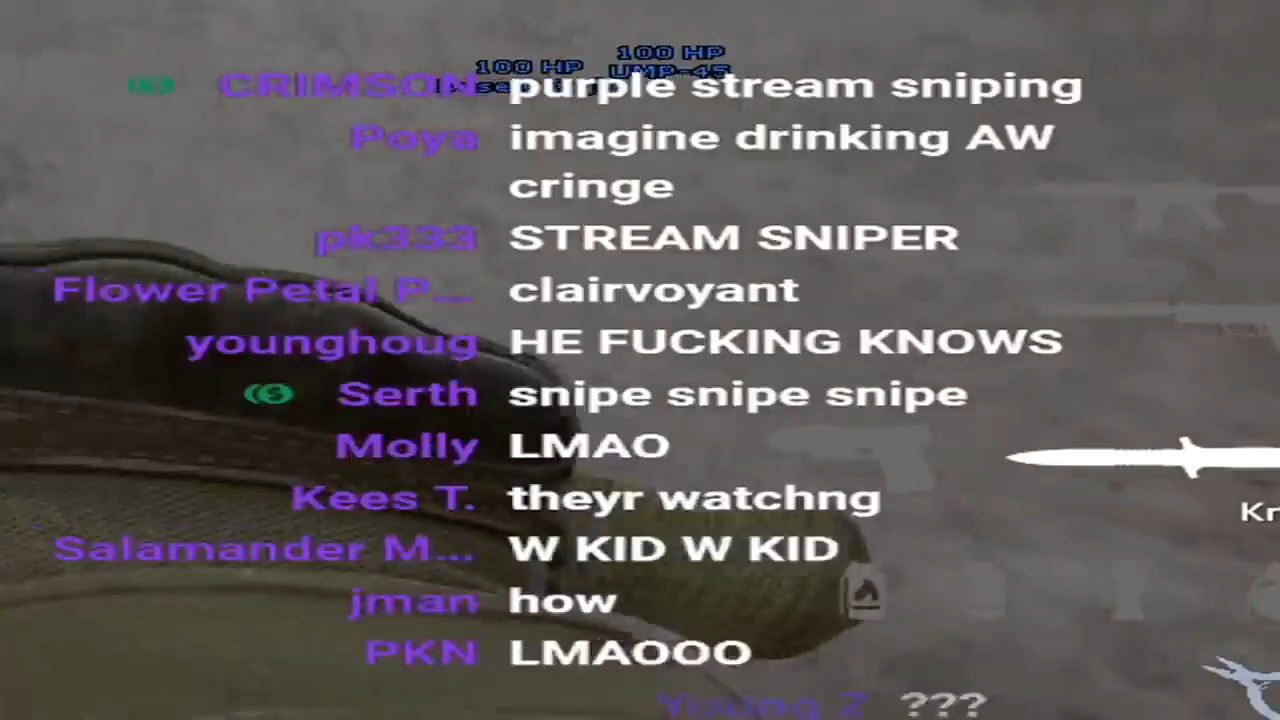 100 HP
100 HP
UMP-45
CRIMSON purple stream sniping
Poya imagine drinking AW
cringe
pk333 STREAM SNIPER
Flower Petal P... clairvoyant
younghoug HE FUCKING KNOWS
Serth snipe snipe snipe
Molly LMAO
Kees T. theyr watchng
Salamander M... W KID W KID
jman how
PKN LMAOOO
Young Z ???
Kr